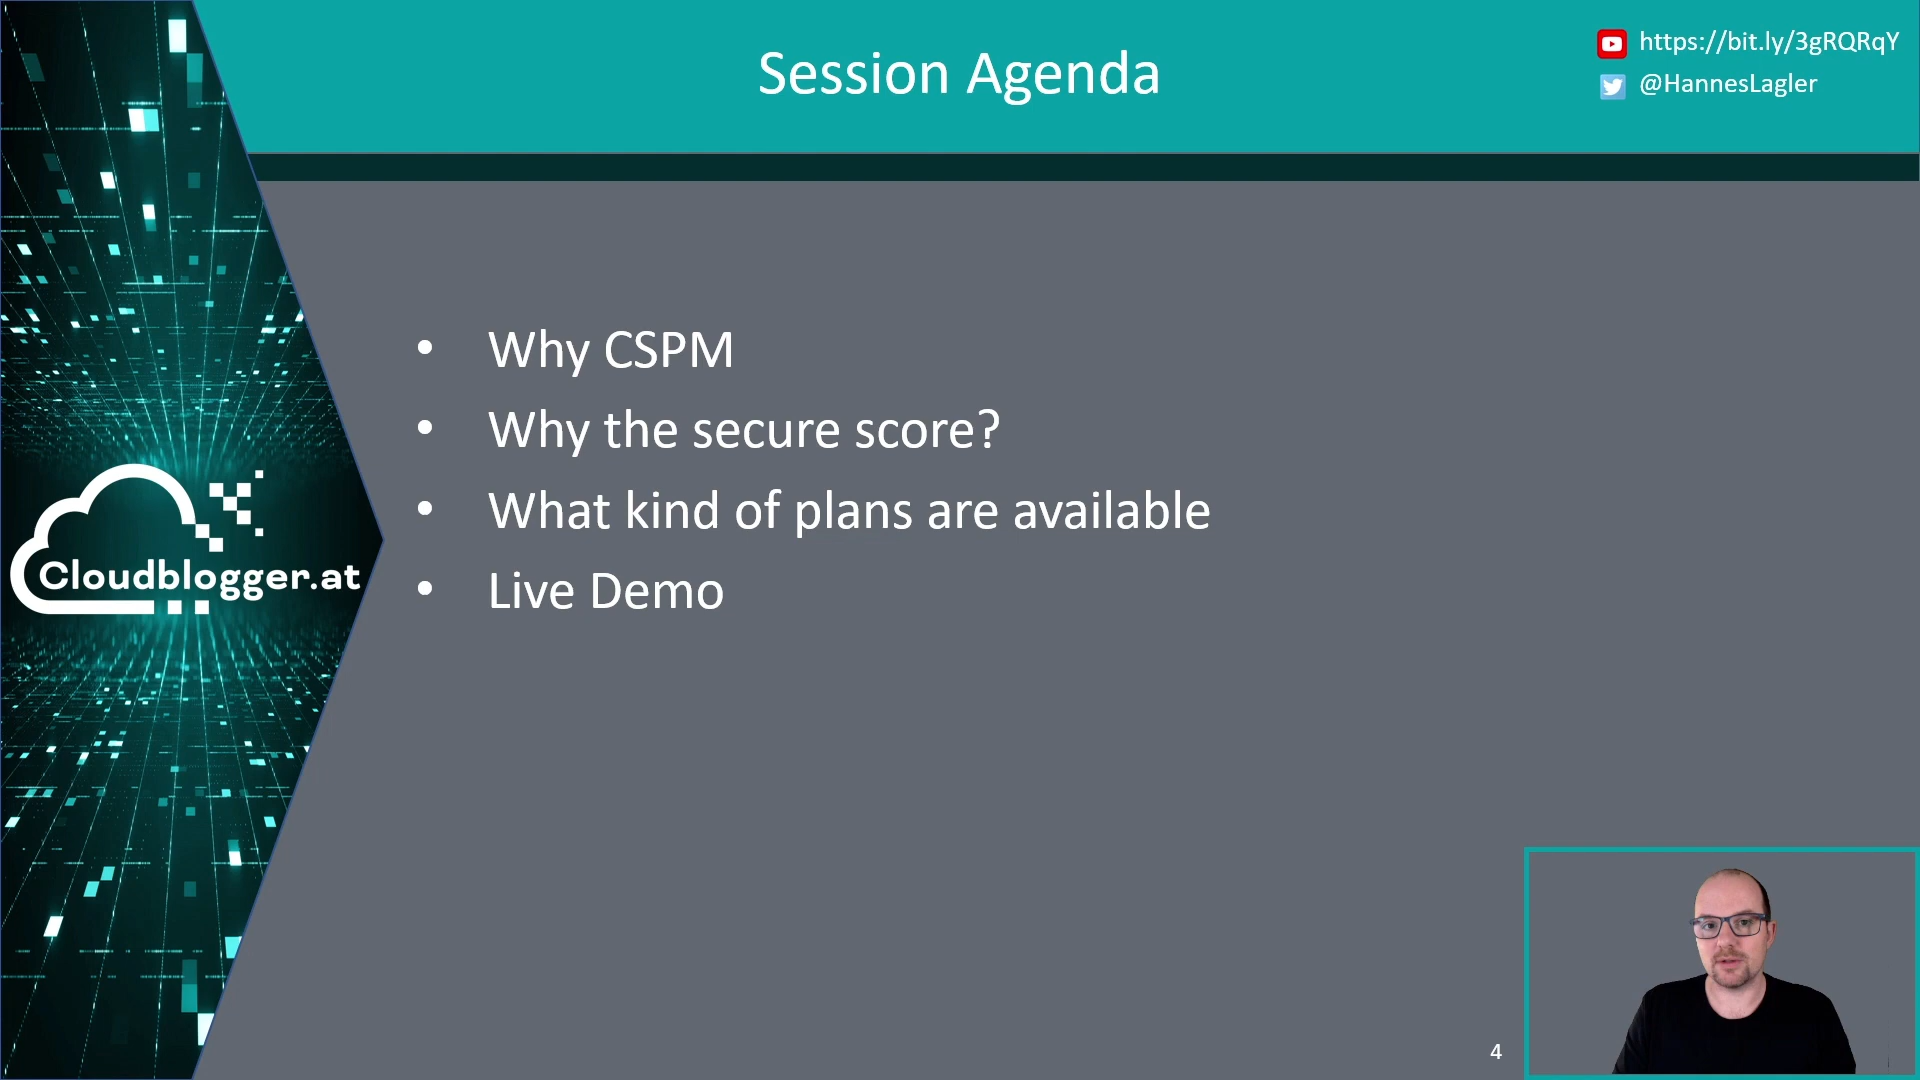 Session Agenda
https://bit.ly/3gRQRqY
@HannesLagler
• Why CSPM
• Why the secure score?
• What kind of plans are available
• Live Demo
Cloudblogger.at
4